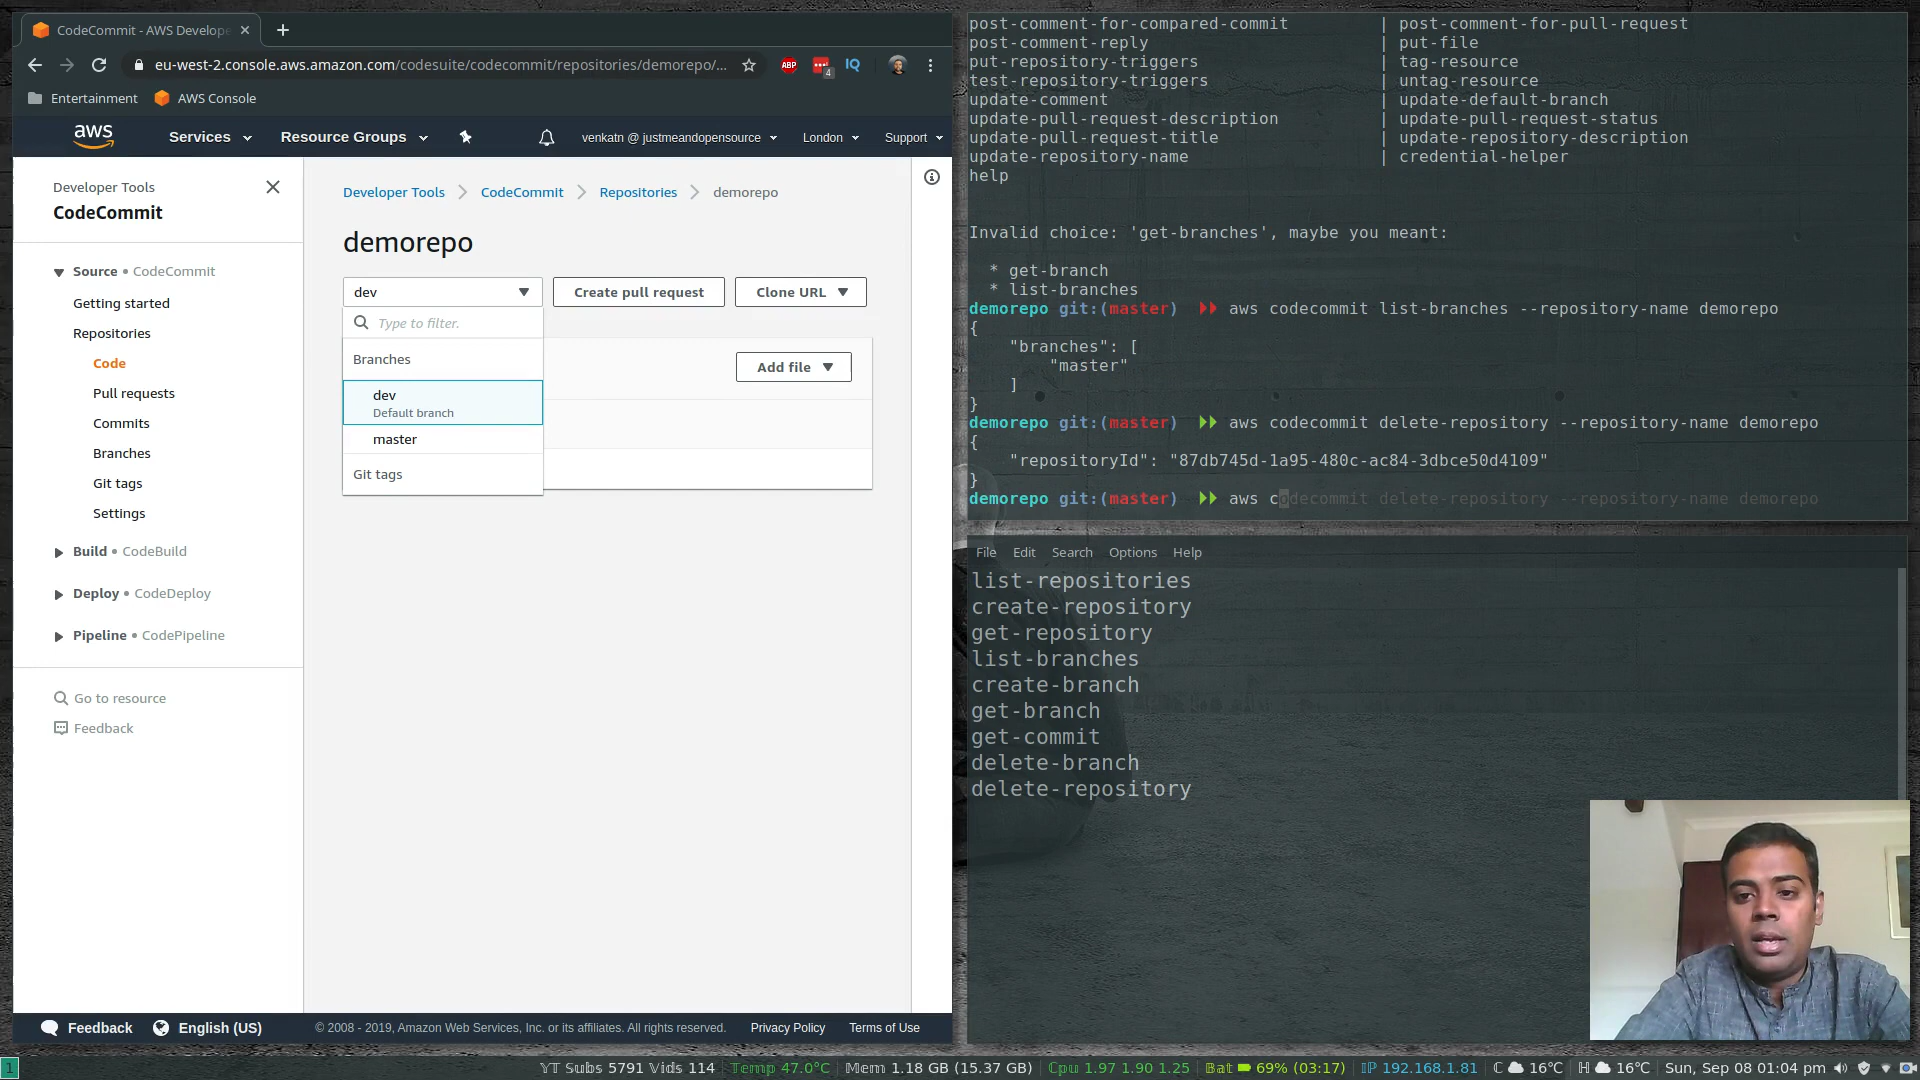 CodeCommit - AWS Develope
eu-west-2.console.aws.amazon.com/codesuite/codecommit/repositories/demorepo/...
ABP
4
IQ
Entertainment
AWS Console
aws
Services
Resource Groups
venkatn @ justmeandopensource
London
Support
Developer Tools
CodeCommit
Source • CodeCommit
Getting started
Repositories
Code
Pull requests
Commits
Branches
Git tags
Settings
Build • CodeBuild
Deploy • CodeDeploy
Pipeline • CodePipeline
Go to resource
Feedback
Developer Tools
CodeCommit
Repositories
demorepo
demorepo
dev
Create pull request
Clone URL
Type to filter.
Branches
dev
Default branch
master
Git tags
Add file
Feedback
English (US)
© 2008 - 2019, Amazon Web Services, Inc. or its affiliates. All rights reserved.
Privacy Policy
Terms of Use
post-comment-for-compared-commit | post-comment-for-pull-request
post-comment-reply | put-file
put-repository-triggers | tag-resource
test-repository-triggers | untag-resource
update-comment | update-default-branch
update-pull-request-description | update-pull-request-status
update-pull-request-title | update-repository-description
update-repository-name | credential-helper
help
Invalid choice: 'get-branches', maybe you meant:
* get-branch
* list-branches
demorepo git:(master) aws codecommit list-branches --repository-name demorepo
{
"branches": [
"master"
]
}
demorepo git:(master) aws codecommit delete-repository --repository-name demorepo
{
"repositoryId": "87db745d-1a95-480c-ac84-3dbce50d4109"
}
demorepo git:(master) aws codecommit delete-repository --repository-name demorepo
File Edit Search Options Help
list-repositories
create-repository
get-repository
list-branches
create-branch
get-branch
get-commit
delete-branch
delete-repository
1
YT Subs 5791 Vids 114 Temp 47.0°C Mem 1.18 GB (15.37 GB) Cpu 1.97 1.90 1.25 Bat 69% (03:17) IP 192.168.1.81 C 16°C H 16°C Sun, Sep 08 01:04 pm